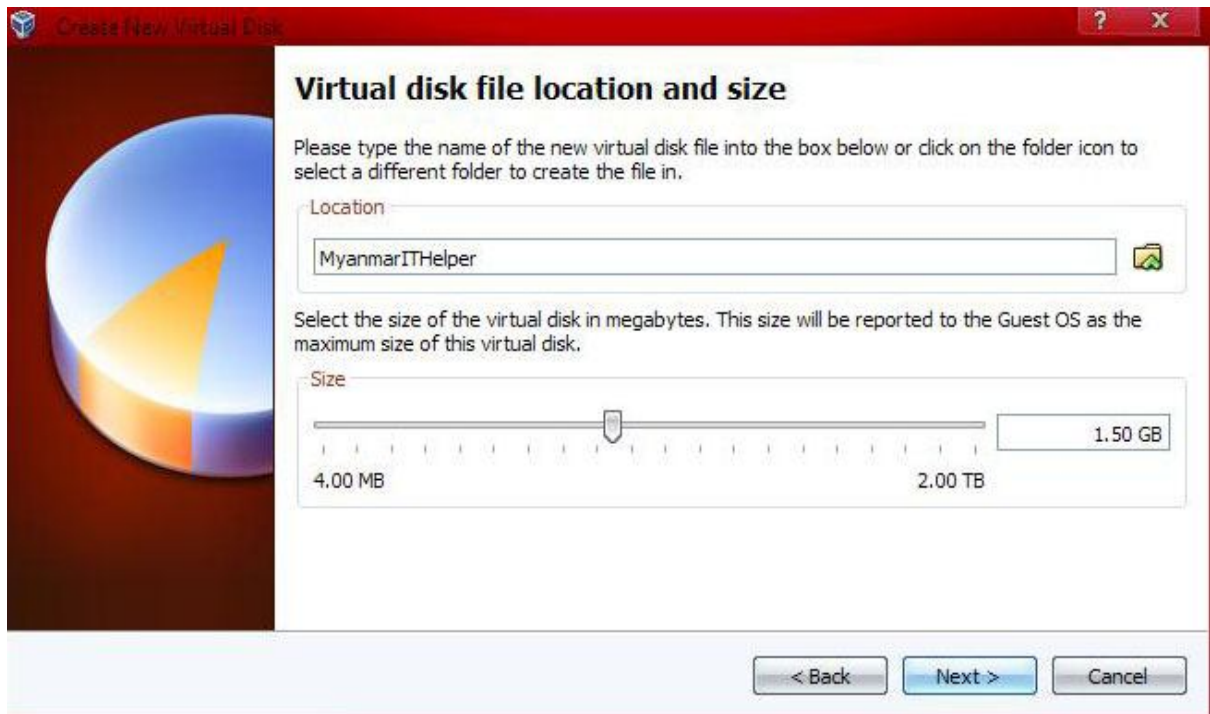 Create New Virtual Disk
?
X
Virtual disk file location and size
Please type the name of the new virtual disk file into the box below or click on the folder icon to
select a different folder to create the file in.
Location
MyanmarITHelper
Select the size of the virtual disk in megabytes. This size will be reported to the Guest OS as the
maximum size of this virtual disk.
Size
1.50 GB
4.00 MB
2.00 TB
< Back
Next >
Cancel